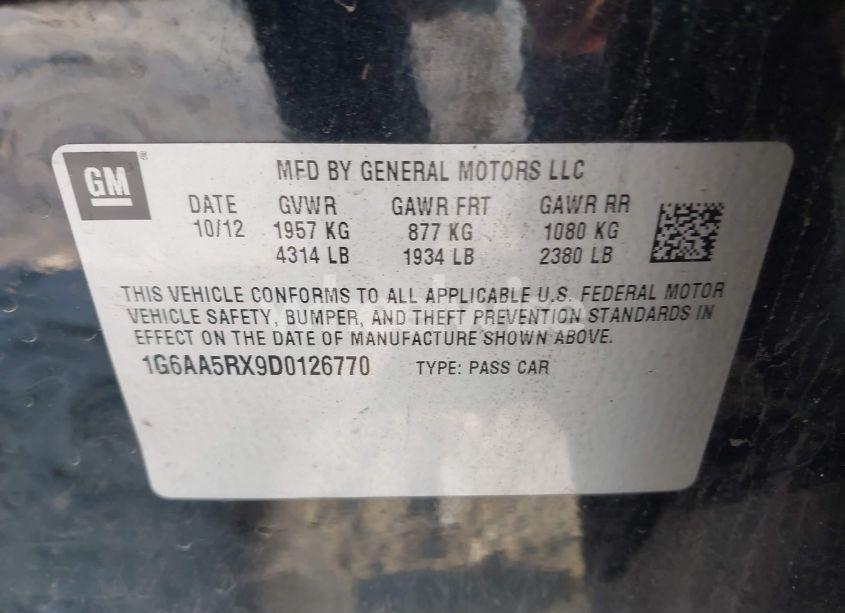 GM
MFD BY GENERAL MOTORS LLC
DATE GVWR GAWR FRT GAWR RR
10/12 1957 KG 877 KG 1080 KG
4314 LB 1934 LB 2380 LB
THIS VEHICLE CONFORMS TO ALL APPLICABLE U.S. FEDERAL MOTOR
VEHICLE SAFETY, BUMPER, AND THEFT PREVENTION STANDARDS IN
EFFECT ON THE DATE OF MANUFACTURE SHOWN ABOVE.
1G6AA5RX9D0126770 TYPE: PASS CAR